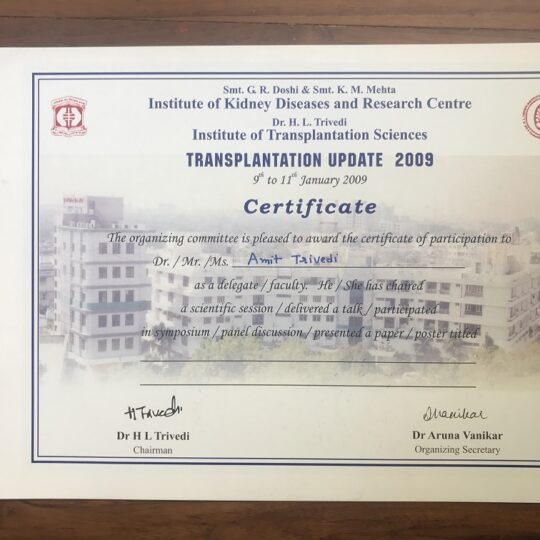 Smt. G. R. Doshi & Smt. K. M. Mehta
Institute of Kidney Diseases and Research Centre
Dr. H. L. Trivedi
Institute of Transplantation Sciences
TRANSPLANTATION UPDATE 2009
9th to 11th January 2009
Certificate
The organizing committee is pleased to award the certificate of participation to
Dr. / Mr. /Ms. Amit Trivedi
as a delegate / faculty. He / She has chaired
a scientific session / delivered a talk / participated
in symposium / panel discussion / presented a paper / poster titled
H Trivedi
Dr H L Trivedi
Chairman
Dr Aruna Vanikar
Organizing Secretary